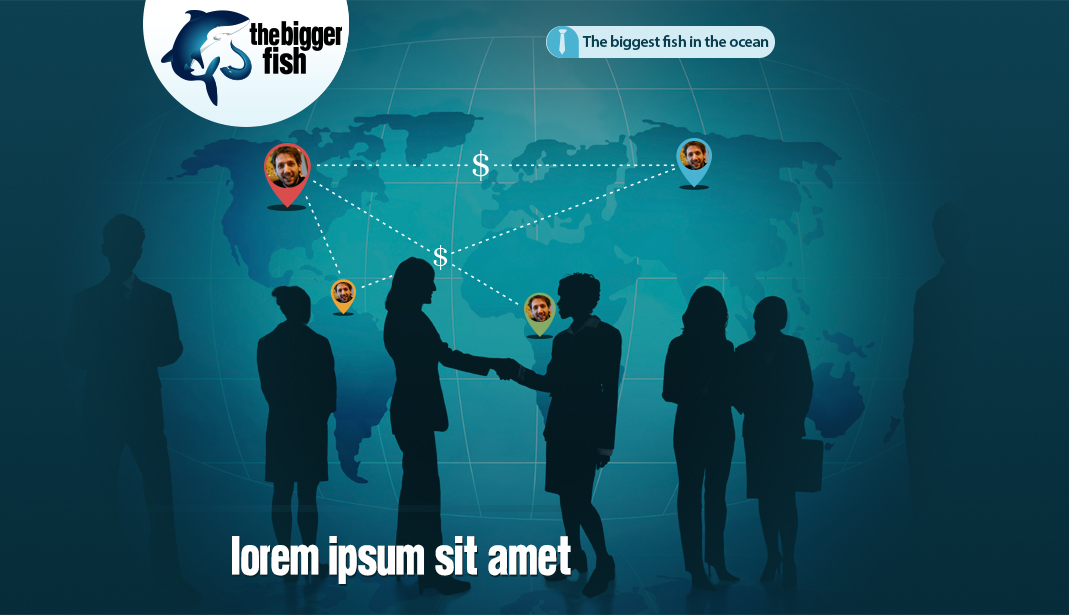 the bigger
fish
The biggest fish in the ocean
$
$
lorem ipsum sit amet